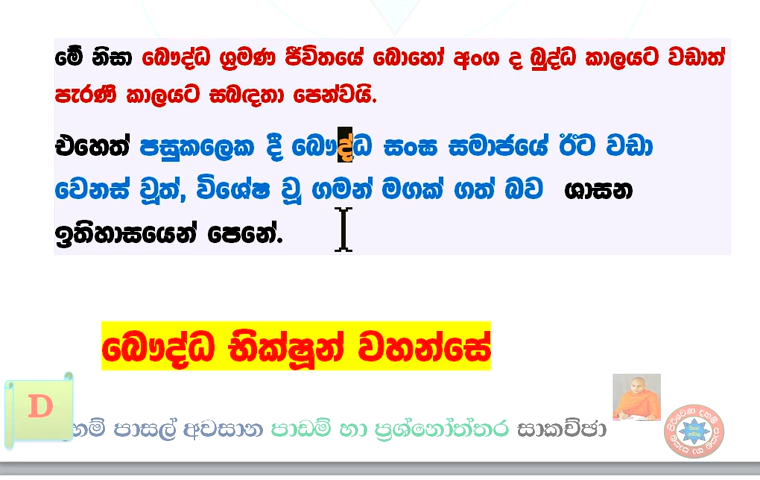 මේ නිසා බෞද්ධ ශ්‍රමණ ජීවිතයේ බොහෝ අංග ද බුද්ධ කාලයට වඩාත්
පැරණි කාලයට සබඳතා පෙන්වයි.
එහෙත් පසුකලෙක දී බෞද්ධ සංඝ සමාජයේ ඊට වඩා
වෙනස් වූත්, විශේෂ වූ ගමන් මගක් ගත් බව ශාසන
ඉතිහාසයෙන් පෙනේ.
බෞද්ධ භික්ෂූන් වහන්සේ
D
හම් පාසල් අවසාන පාඩම් හා ප්‍රශ්නෝත්තර සාකච්ඡා